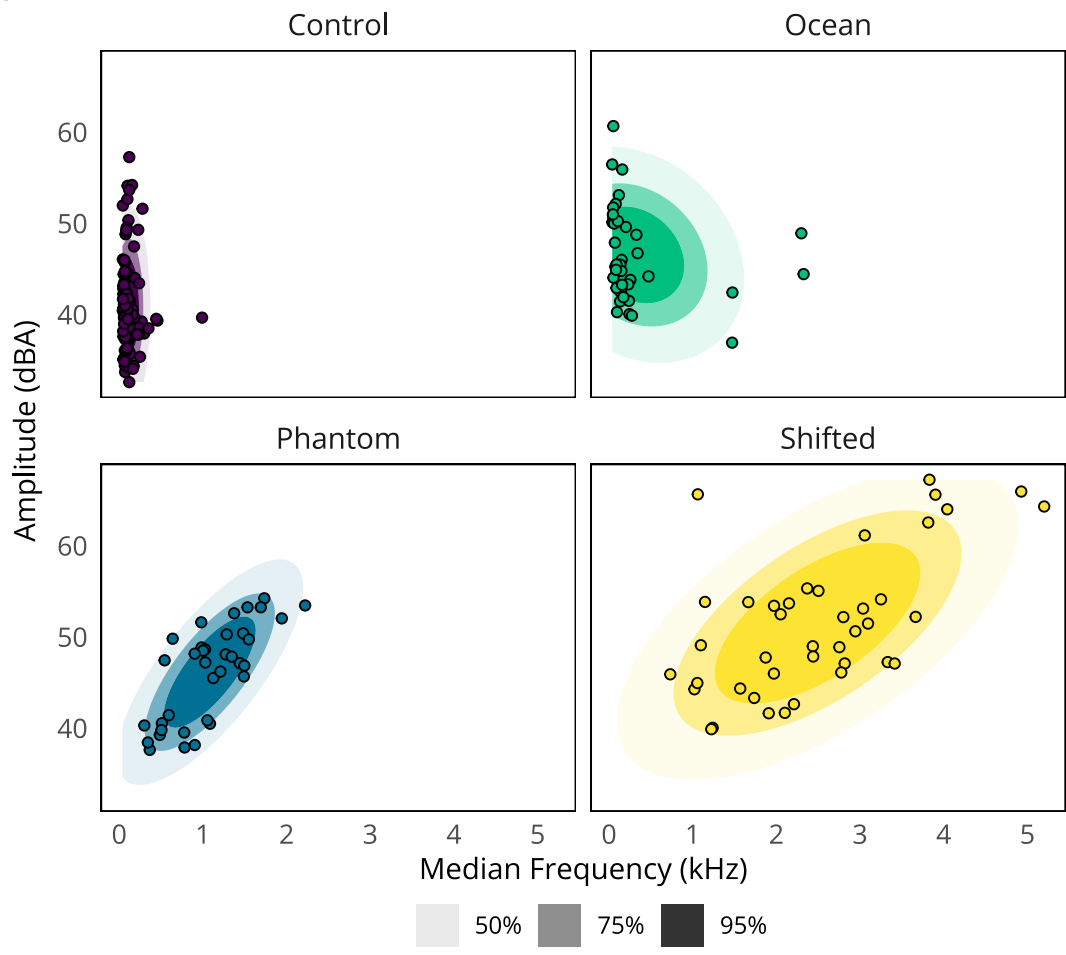 Control Ocean
60
50
40
Phantom Shifted
60
50
40
Amplitude (dBA)
0 1 2 3 4 5 0 1 2 3 4 5
Median Frequency (kHz)
50% 75% 95%